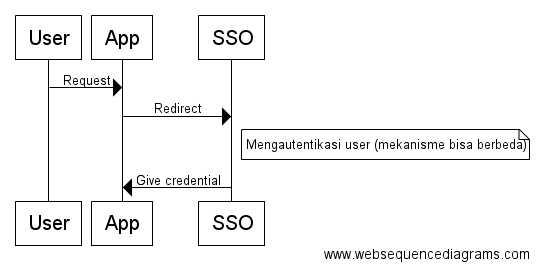 User App SSO
Request
Redirect
Mengautentikasi user (mekanisme bisa berbeda)
Give credential
User App SSO
www.websequencediagrams.com